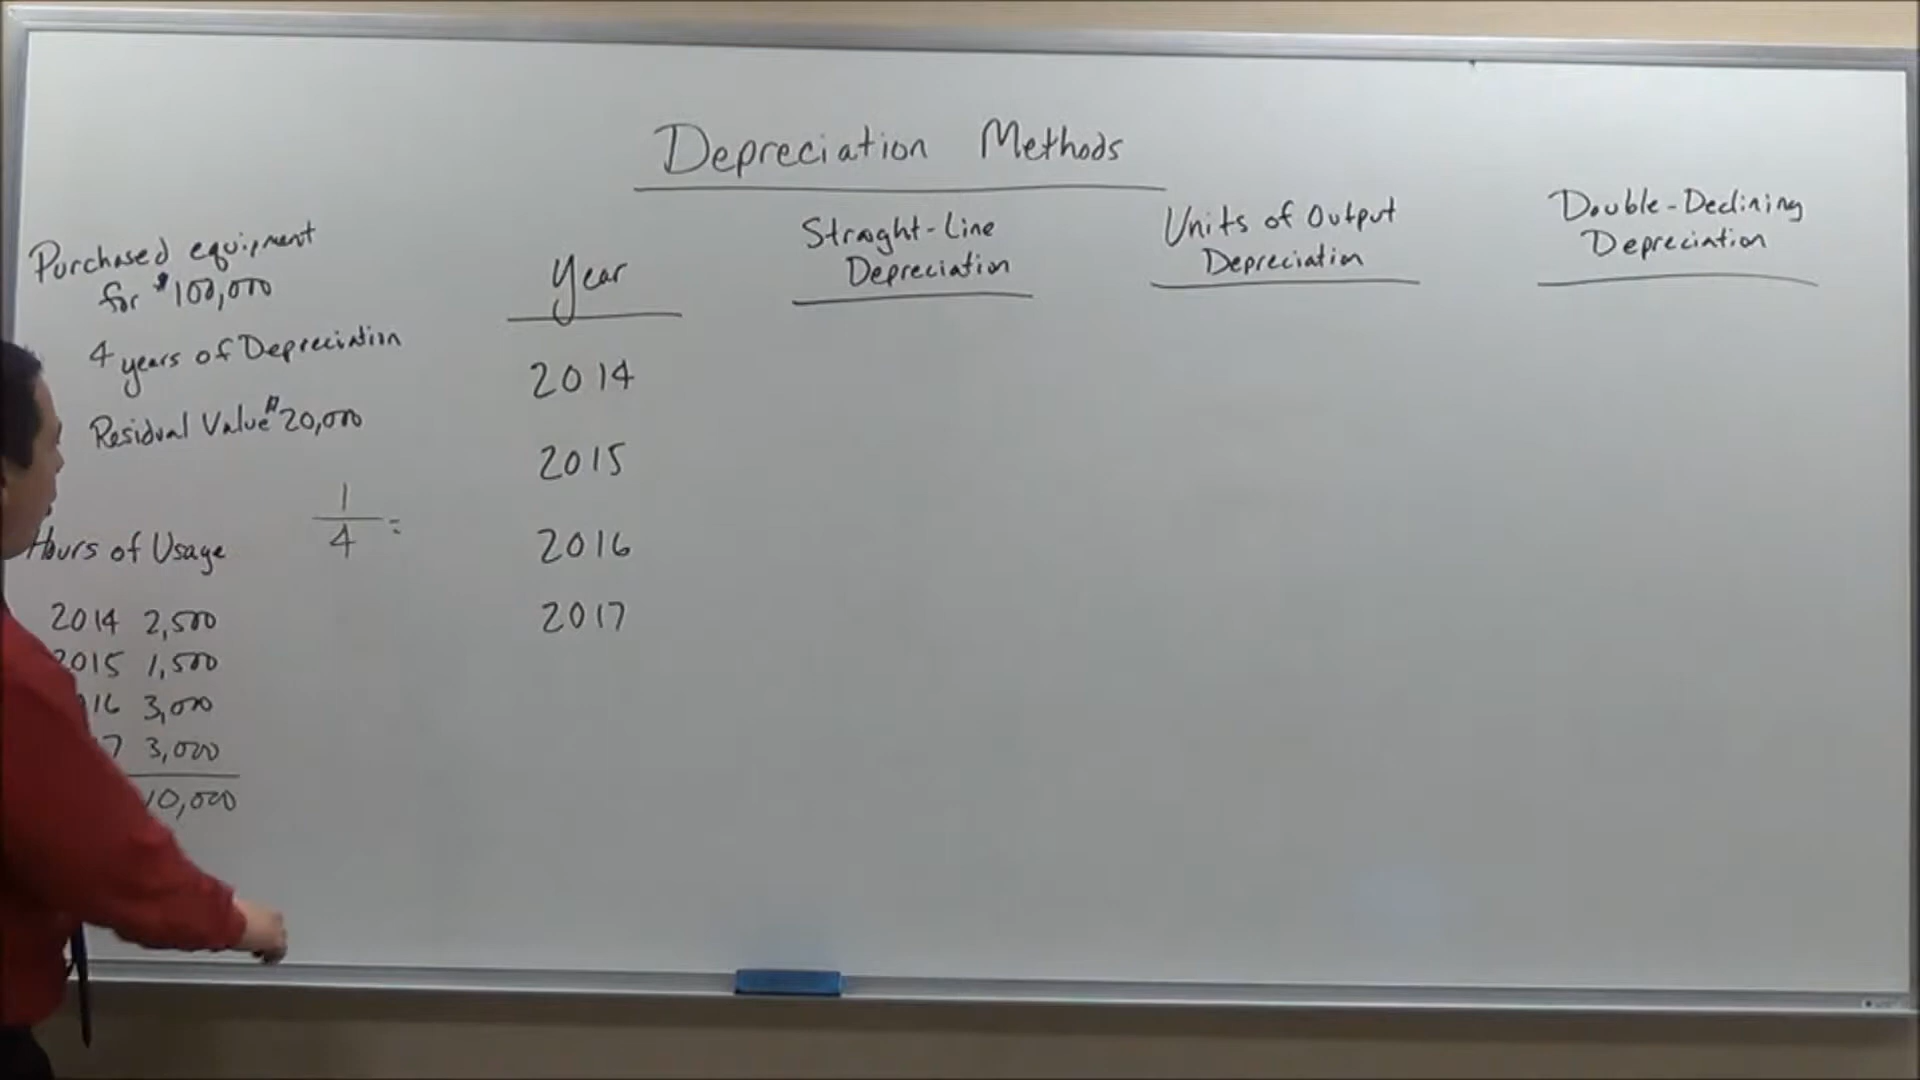 Depreciation Methods
Purchased equipment
for $100,000
4 years of Depreciation
Residual Value $20,000
1
4 =
Hours of Usage
2014 2,500
2015 1,500
16 3,000
7 3,000
10,000
Year
2014
2015
2016
2017
Straight-Line
Depreciation
Units of Output
Depreciation
Double-Declining
Depreciation